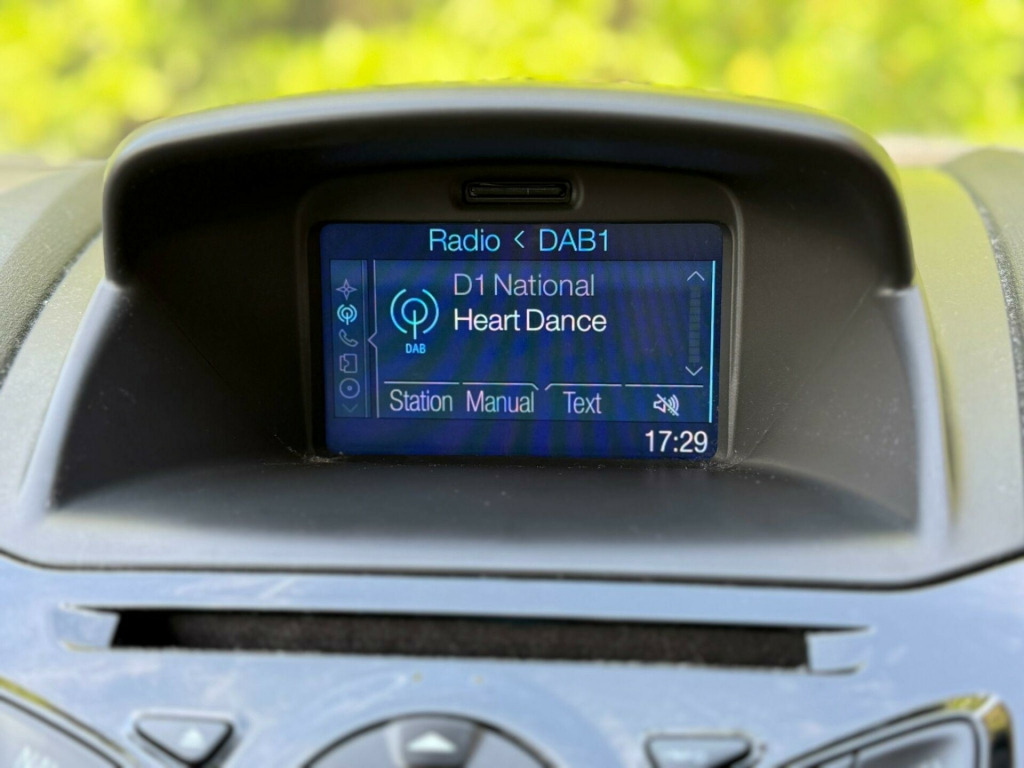 Radio < DAB1
D1 National
Heart Dance
DAB
Station Manual Text
17:29